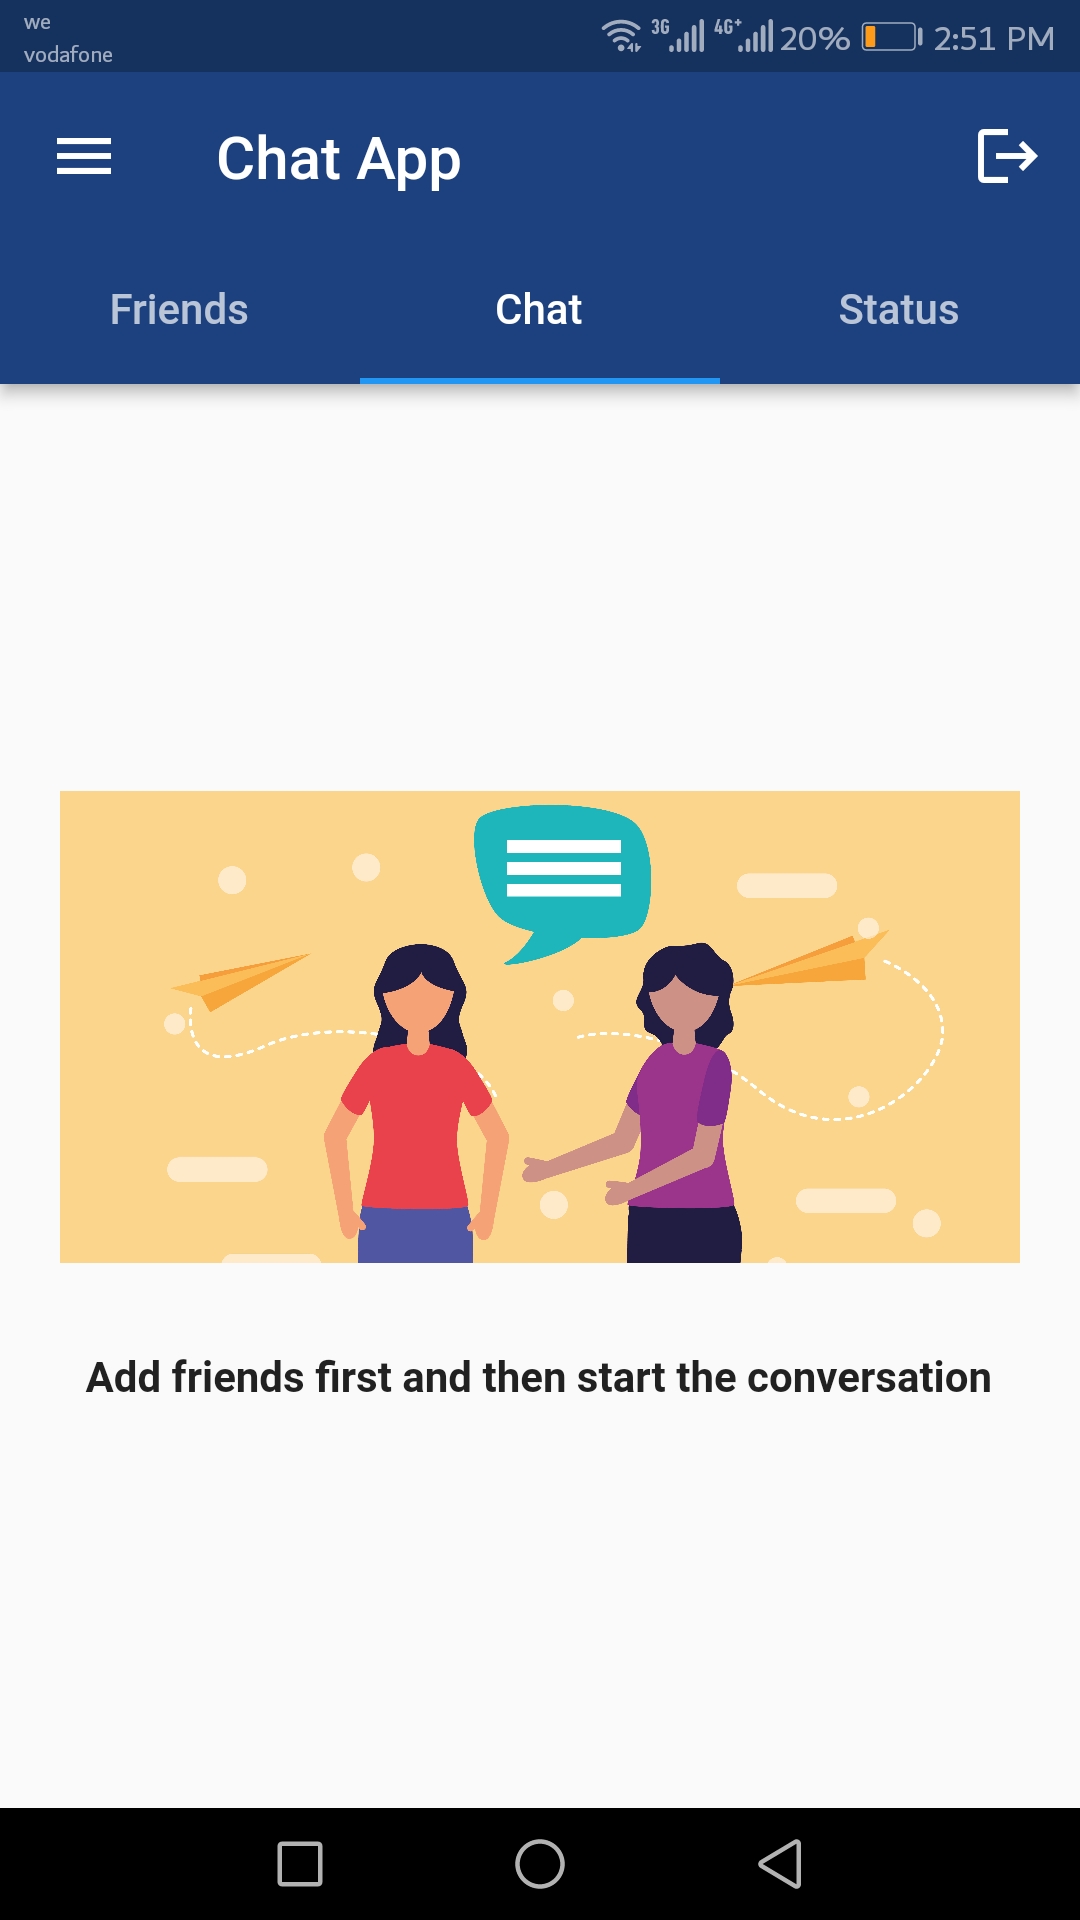 we
vodafone
3G 4G+ 20% 2:51 PM
Chat App
Friends Chat Status
Add friends first and then start the conversation